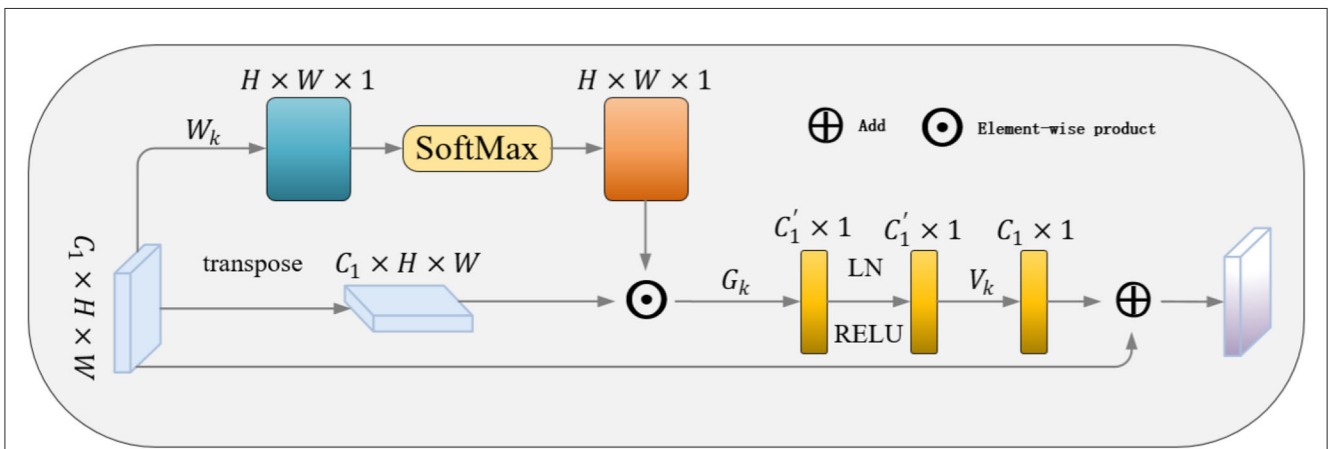 H × W × 1
H × W × 1
W_k
SoftMax
Add
Element-wise product
C_1 × H × W
transpose
C_1 × H × W
C_1' × 1
C_1' × 1
C_1 × 1
G_k
LN
V_k
RELU